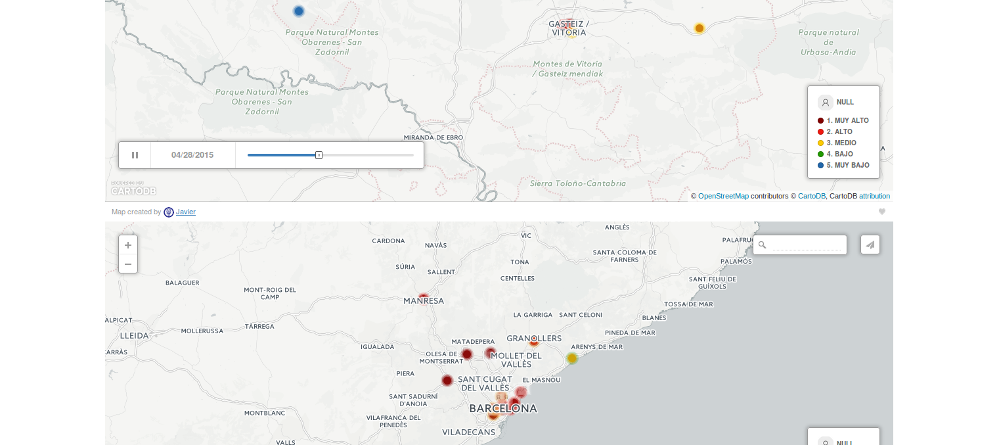 GASTEIZ /
VITORIA
Parque Natural Montes
Obarenes - San
Zadornil
Parque natural
de
Urbasa-Andia
Montes de Vitoria
/ Gasteiz mendiak
Parque Natural Montes
Obarenes - San
Zadornil
NULL
1. MUY ALTO
2. ALTO
3. MEDIO
4. BAJO
5. MUY BAJO
MIRANDA DE EBRO
LA
04/28/2015
Sierra Toloño-Cantabria
POWERED BY
CARTODB
© OpenStreetMap contributors © CartoDB, CartoDB attribution
Map created by Javier
+
−
ANGLÈS
VIC
CARDONA
NAVÀS
PALAFRU
SANTA COLOMA DE
FARNERS
TONA
PALAMÓS
SÚRIA
SALLENT
CENTELLES
SANT FELIU DE
GUÍXOLS
BALAGUER
MONT-ROIG DEL
CAMP
MANRESA
TOSSA DE MAR
LA GARRIGA
SANT CELONI
BLANES
ALPICAT
TÀRREGA
MOLLERUSSA
LLEIDA
PINEDA DE MAR
GRANOLLERS
MATADEPERA
IGUALADA
ARENYS DE MAR
ARRÀS
OLESA DE
MONTSERRAT
MOLLET DEL
VALLÈS
PIERA
SANT CUGAT
DEL VALLÈS
EL MASNOU
SANT SADURNÍ
D'ANOIA
BARCELONA
MONTBLANC
VILAFRANCA DEL
PENEDÈS
VILADECANS
VALLS
NULL